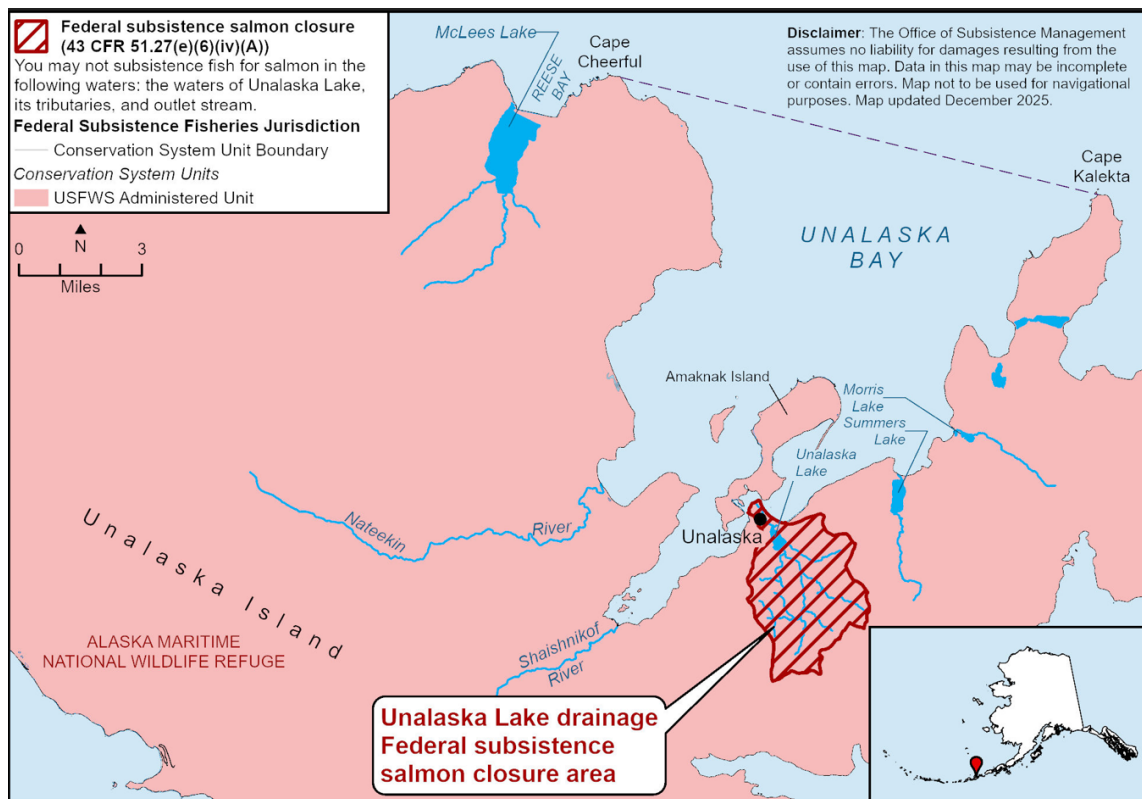 Federal subsistence salmon closure
(43 CFR 51.27(e)(6)(iv)(A))
You may not subsistence fish for salmon in
the following waters: the waters of Unalaska Lake,
its tributaries, and outlet stream.
Federal Subsistence Fisheries Jurisdiction
Conservation System Unit Boundary
Conservation System Units
USFWS Administered Unit
N
0 3
Miles
McLees Lake
REESE
BAY
Cape
Cheerful
Disclaimer: The Office of Subsistence Management
assumes no liability for damages resulting from the
use of this map. Data in this map may be incomplete
or contain errors. Map not to be used for navigational
purposes. Map updated December 2025.
Cape
Kalekta
UNALASKA
BAY
Amaknak Island
Morris
Lake
Summers
Lake
Unalaska
Lake
Unalaska
Nateekin River
Unalaska Island
ALASKA MARITIME
NATIONAL WILDLIFE REFUGE
Shaishnikof
River
Unalaska Lake drainage
Federal subsistence
salmon closure area